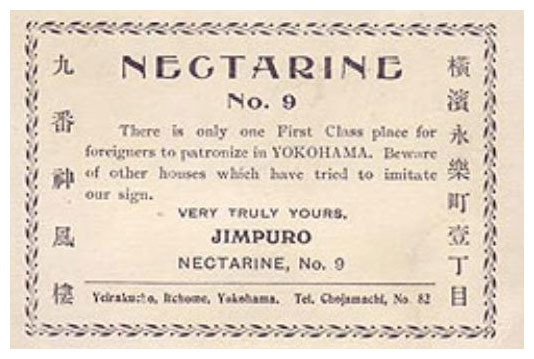 NECTARINE
No. 9
There is only one First Class place for
foreigners to patronize in YOKOHAMA. Beware
of other houses which have tried to imitate
our sign.
VERY TRULY YOURS,
JIMPURO
NECTARINE, No. 9
Yeirakucho, Itchome, Yokohama. Tel. Chojamachi, No. 82
橫濱永樂町壹丁目
九番神風樓